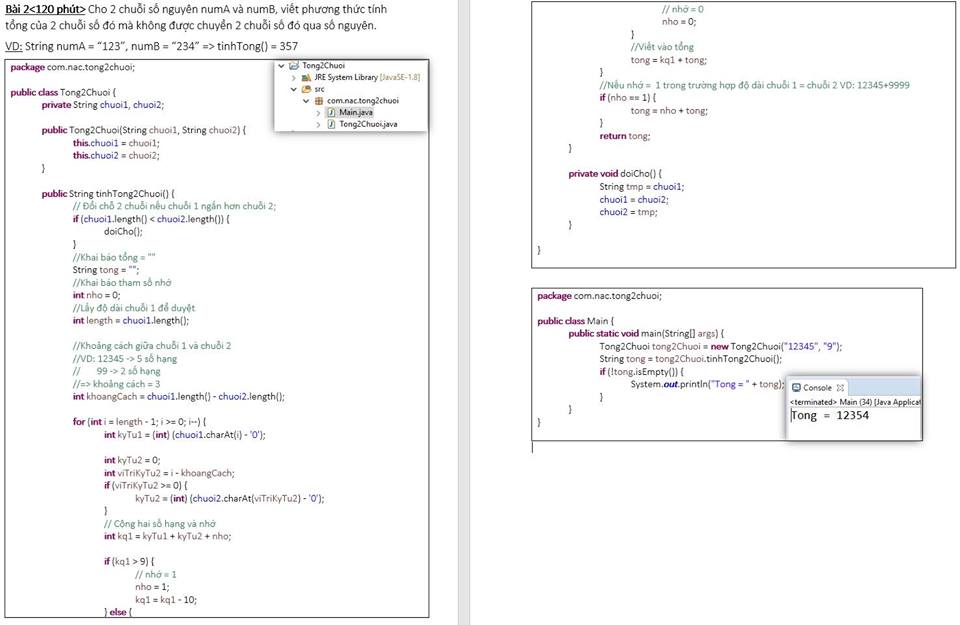 Bài 2<120 phút> Cho 2 chuỗi số nguyên numA và numB, viết phương thức tính
tổng của 2 chuỗi số đó mà không được chuyển 2 chuỗi số đó qua số nguyên.
VD: String numA = “123”, numB = “234” => tinhTong() = 357
package com.nac.tong2chuoi;
public class Tong2Chuoi {
private String chuoi1, chuoi2;
public Tong2Chuoi(String chuoi1, String chuoi2) {
this.chuoi1 = chuoi1;
this.chuoi2 = chuoi2;
}
public String tinhTong2Chuoi() {
// Đổi chỗ 2 chuỗi nếu chuỗi 1 ngắn hơn chuỗi 2;
if (chuoi1.length() < chuoi2.length()) {
doiCho();
}
//Khai báo tổng = ""
String tong = "";
//Khai báo tham số nhớ
int nho = 0;
//Lấy độ dài chuỗi 1 để duyệt
int length = chuoi1.length();
//Khoảng cách giữa chuỗi 1 và chuỗi 2
//VD: 12345 -> 5 số hạng
// 99 -> 2 số hạng
//=> khoảng cách = 3
int khoangCach = chuoi1.length() - chuoi2.length();
for (int i = length - 1; i >= 0; i--) {
int kyTu1 = (int) (chuoi1.charAt(i) - '0');
int kyTu2 = 0;
int viTriKyTu2 = i - khoangCach;
if (viTriKyTu2 >= 0) {
kyTu2 = (int) (chuoi2.charAt(viTriKyTu2) - '0');
}
// Cộng hai số hạng và nhớ
int kq1 = kyTu1 + kyTu2 + nho;
if (kq1 > 9) {
// nhớ = 1
nho = 1;
kq1 = kq1 - 10;
} else {
Tong2Chuoi
JRE System Library [JavaSE-1.8]
src
com.nac.tong2chuoi
Main.java
Tong2Chuoi.java
// nhớ = 0
nho = 0;
}
//Viết vào tổng
tong = kq1 + tong;
}
//Nếu nhớ = 1 trong trường hợp độ dài chuỗi 1 = chuỗi 2 VD: 12345+9999
if (nho == 1) {
tong = nho + tong;
}
return tong;
}
private void doiCho() {
String tmp = chuoi1;
chuoi1 = chuoi2;
chuoi2 = tmp;
}
}
package com.nac.tong2chuoi;
public class Main {
public static void main(String[] args) {
Tong2Chuoi tong2Chuoi = new Tong2Chuoi("12345", "9");
String tong = tong2Chuoi.tinhTong2Chuoi();
if (!tong.isEmpty()) {
System.out.println("Tong = " + tong);
}
}
}
Console
<terminated> Main (34) [Java Applicat
Tong = 12354